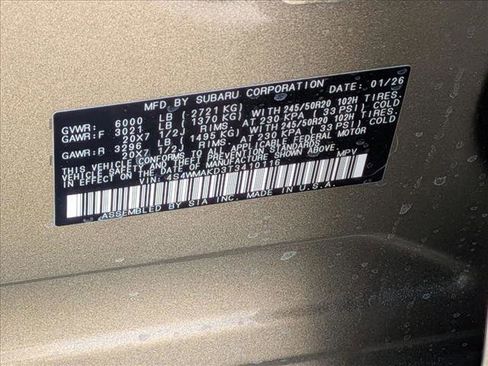 MFD BY SUBARU CORPORATION DATE: 01/26
GVWR: 6000 LB (2721 KG)
GAWR:F 3021 LB (1370 KG) WITH 245/50R20 102H TIRES,
20X7 1/2J RIMS AT 230 KPA (33 PSI) COLD
GAWR:R 3296 LB (1495 KG) WITH 245/50R20 102H TIRES,
20X7 1/2J RIMS AT 230 KPA (33 PSI) COLD
THIS VEHICLE CONFORMS TO ALL APPLICABLE FEDERAL MOTOR
VEHICLE SAFETY AND THEFT PREVENTION STANDARDS
IN EFFECT ON THE DATE OF MANUFACTURE SHOWN ABOVE.
VIN: 4S4WMAKDST3410116 MPV
ASSEMBLED BY SIA INC. MADE IN U.S.A.